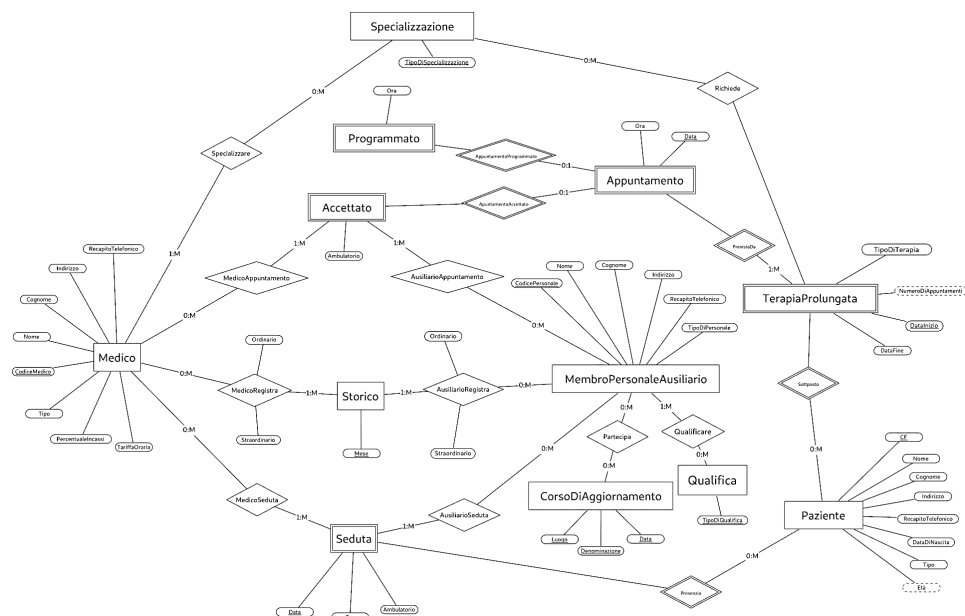 Specializzazione
TipoDiSpecializzazione
0:M
0:M
Richiede
Ora
Programmato
AppuntamentoProgrammato
0:1
Ora
Data
Appuntamento
Specializzare
Accettato
ApuntamentoAccettato
0:1
Ambulatorio
1:M
1:M
1:M
PrevistoDa
1:M
RecapitoTelefonico
Indirizzo
Cognome
Nome
CodiceMedico
Tipo
PercentualeIncassi
TariffaOraria
Medico
MedicoAppuntamento
0:M
AusiliarioAppuntamento
0:M
Nome
CodicePersonale
Cognome
Indirizzo
RecapitoTelefonico
TipoDiPersonale
MembroPersonaleAusiliario
TipoDiTerapia
NumeroDiAppuntamenti
TerapiaProlungata
DataInizio
DataFine
Ordinario
0:M
MedicoRegistra
1:M
Straordinario
Storico
Mese
Ordinario
1:M
AusiliarioRegistra
0:M
Straordinario
Sottposto
0:M
0:M
0:M
0:M
1:M
Partecipa
Qualificare
0:M
0:M
CorsoDiAggiornamento
Luogo
Denominazione
Data
Qualifica
TipoDiQualifica
CF
Nome
Cognome
Indirizzo
RecapitoTelefonico
DataDiNascita
Tipo
Età
Paziente
MedicoSeduta
1:M
AusiliarioSeduta
1:M
Seduta
Data
Ambulatorio
Presenzia
0:M